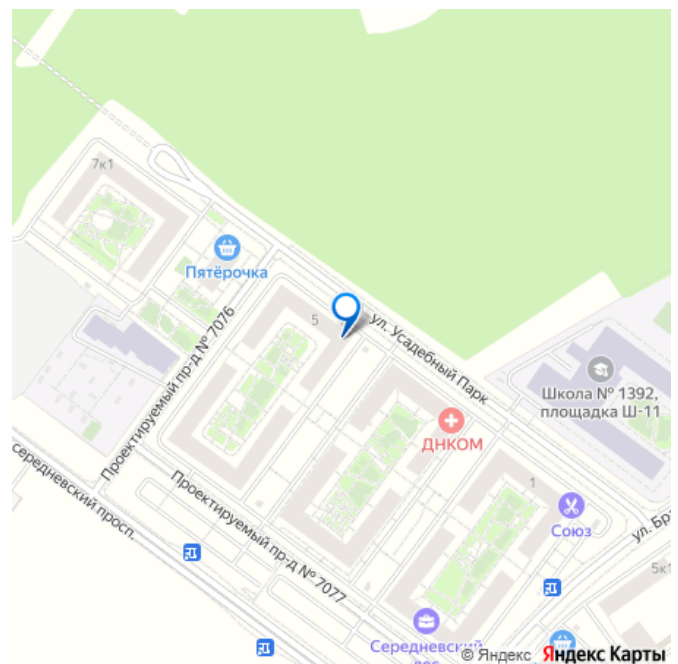 7к1
Пятёрочка
5
ул. Усадебный Парк
Проектируемый пр-д № 7076
Школа № 1392,
площадка Ш-11
ДНКОМ
1
Союз
середневский просп.
Проектируемый пр-д № 7077
ул. Бр
5к1
Середневский
лес
© Яндекс Яндекс Карты